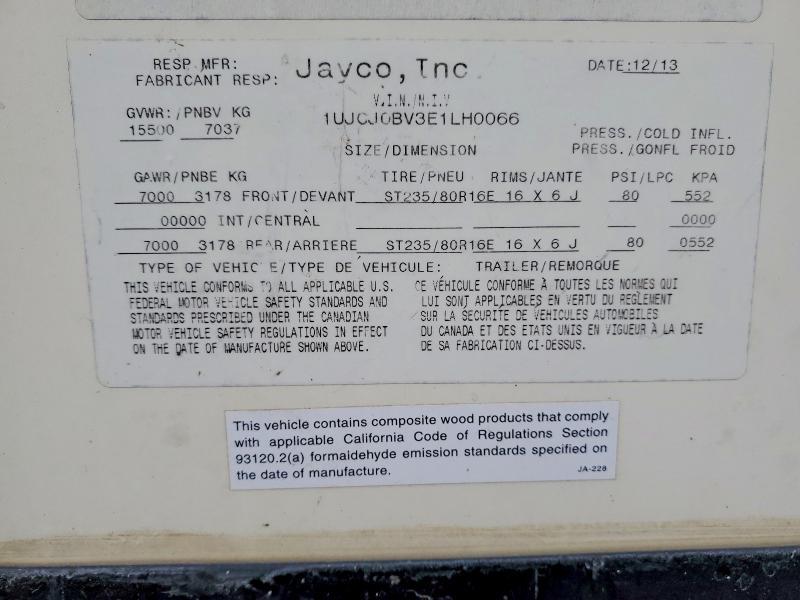 RESP MFR: Jayco, Inc DATE:12/13
FABRICANT RESP:
V.I.N./N.I.V
GVWR:/PNBV KG 1UJCJ0BV3E1LH0066
15500 7037 PRESS./COLD INFL.
SIZE/DIMENSION PRESS./GONFL FROID
GAWR/PNBE KG TIRE/PNEU RIMS/JANTE PSI/LPC KPA
7000 3178 FRONT/DEVANT ST235/80R16E 16 X 6 J 80 552
00000 INT/CENTRAL 0000
7000 3178 REAR/ARRIERE ST235/80R16E 16 X 6 J 80 0552
TYPE OF VEHICLE/TYPE DE VEHICULE: TRAILER/REMORQUE
THIS VEHICLE CONFORMS TO ALL APPLICABLE U.S.
FEDERAL MOTOR VEHICLE SAFETY STANDARDS AND
STANDARDS PRESCRIBED UNDER THE CANADIAN
MOTOR VEHICLE SAFETY REGULATIONS IN EFFECT
ON THE DATE OF MANUFACTURE SHOWN ABOVE.
CE VÉHICULE CONFORME À TOUTES LES NORMES QUI
LUI SONT APPLICABLES EN VERTU DU REGLEMENT
SUR LA SECURITE DE VEHICULES AUTOMOBILES
DU CANADA ET DES ETATS UNIS EN VIGUEUR À LA DATE
DE SA FABRICATION CI-DESSUS.
This vehicle contains composite wood products that comply
with applicable California Code of Regulations Section
93120.2(a) formaldehyde emission standards specified on
the date of manufacture. JA-228